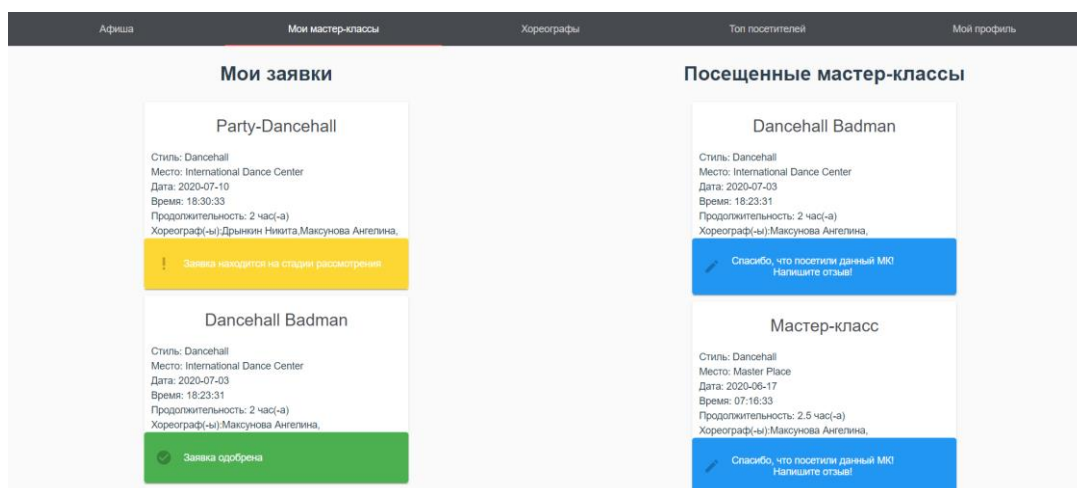 Афиша
Мои мастер-классы
Хореографы
Топ посетителей
Мой профиль
Мои заявки
Party-Dancehall
Стиль: Dancehall
Место: International Dance Center
Дата: 2020-07-10
Время: 18:30:33
Продолжительность: 2 час(-а)
Хореограф(-ы):Дрынкин Никита,Максунова Ангелина,
Заявка находится на стадии рассмотрения
Dancehall Badman
Стиль: Dancehall
Место: International Dance Center
Дата: 2020-07-03
Время: 18:23:31
Продолжительность: 2 час(-а)
Хореограф(-ы):Максунова Ангелина,
Заявка одобрена
Посещенные мастер-классы
Dancehall Badman
Стиль: Dancehall
Место: International Dance Center
Дата: 2020-07-03
Время: 18:23:31
Продолжительность: 2 час(-а)
Хореограф(-ы):Максунова Ангелина,
Спасибо, что посетили данный МК!
Напишите отзыв!
Мастер-класс
Стиль: Dancehall
Место: Master Place
Дата: 2020-06-17
Время: 07:16:33
Продолжительность: 2.5 час(-а)
Хореограф(-ы):Максунова Ангелина,
Спасибо, что посетили данный МК!
Напишите отзыв!